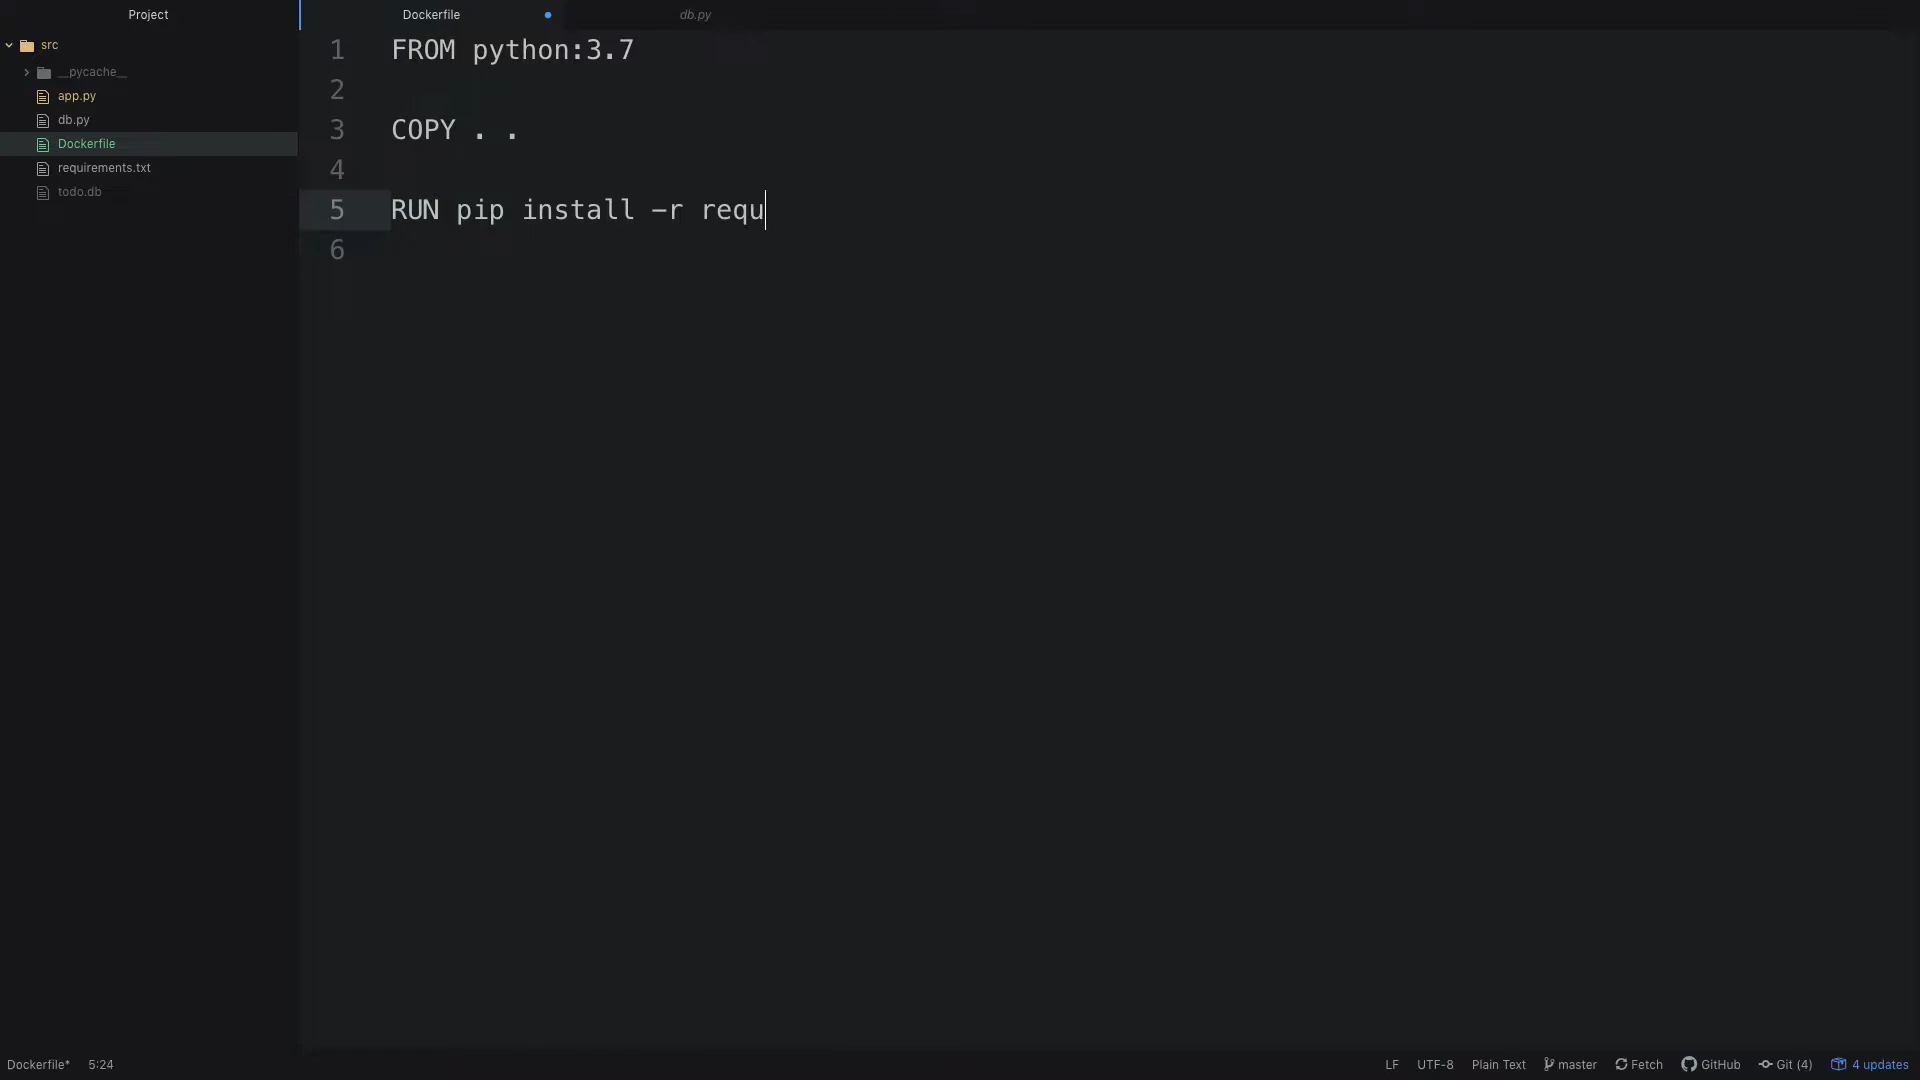 Project
src
__pycache__
app.py
db.py
Dockerfile
requirements.txt
todo.db
Dockerfile
db.py
1 FROM python:3.7
2
3 COPY . .
4
5 RUN pip install -r requ
6
Dockerfile* 5:24
LF UTF-8 Plain Text master Fetch GitHub Git (4) 4 updates